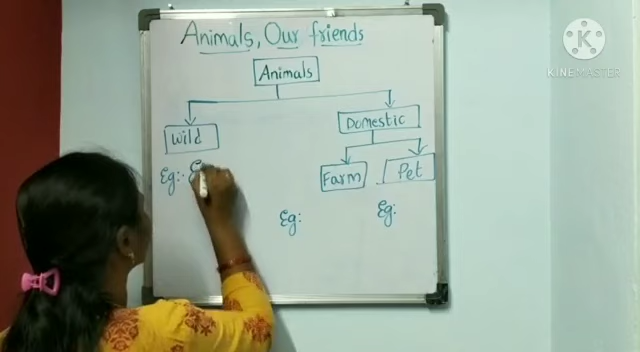 Animals, Our friends
Animals
Wild
Domestic
Farm
Pet
Eg:
Eg:
Eg:
KINEMASTER